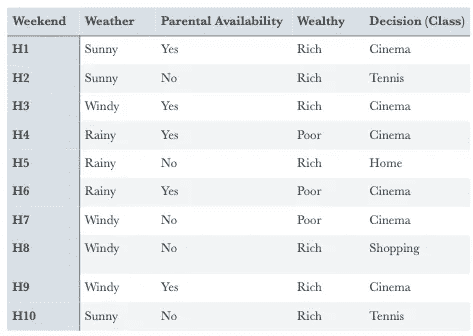 Weekend Weather Parental Availability Wealthy Decision (Class)
H1 Sunny Yes Rich Cinema
H2 Sunny No Rich Tennis
H3 Windy Yes Rich Cinema
H4 Rainy Yes Poor Cinema
H5 Rainy No Rich Home
H6 Rainy Yes Poor Cinema
H7 Windy No Poor Cinema
H8 Windy No Rich Shopping
H9 Windy Yes Rich Cinema
H10 Sunny No Rich Tennis